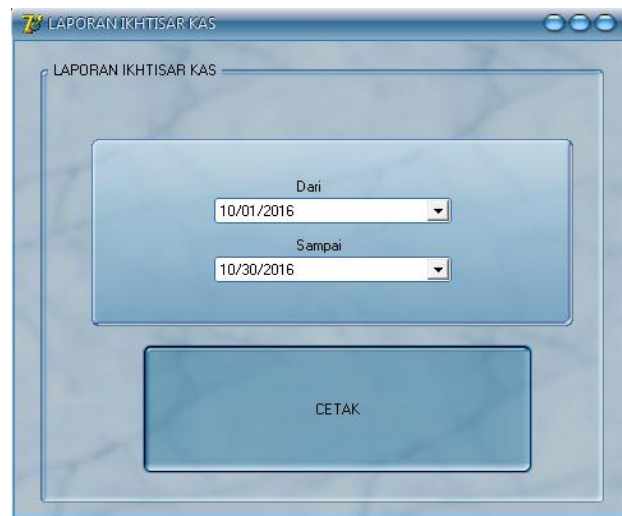 LAPORAN IKHTISAR KAS
LAPORAN IKHTISAR KAS
Dari
10/01/2016
Sampai
10/30/2016
CETAK